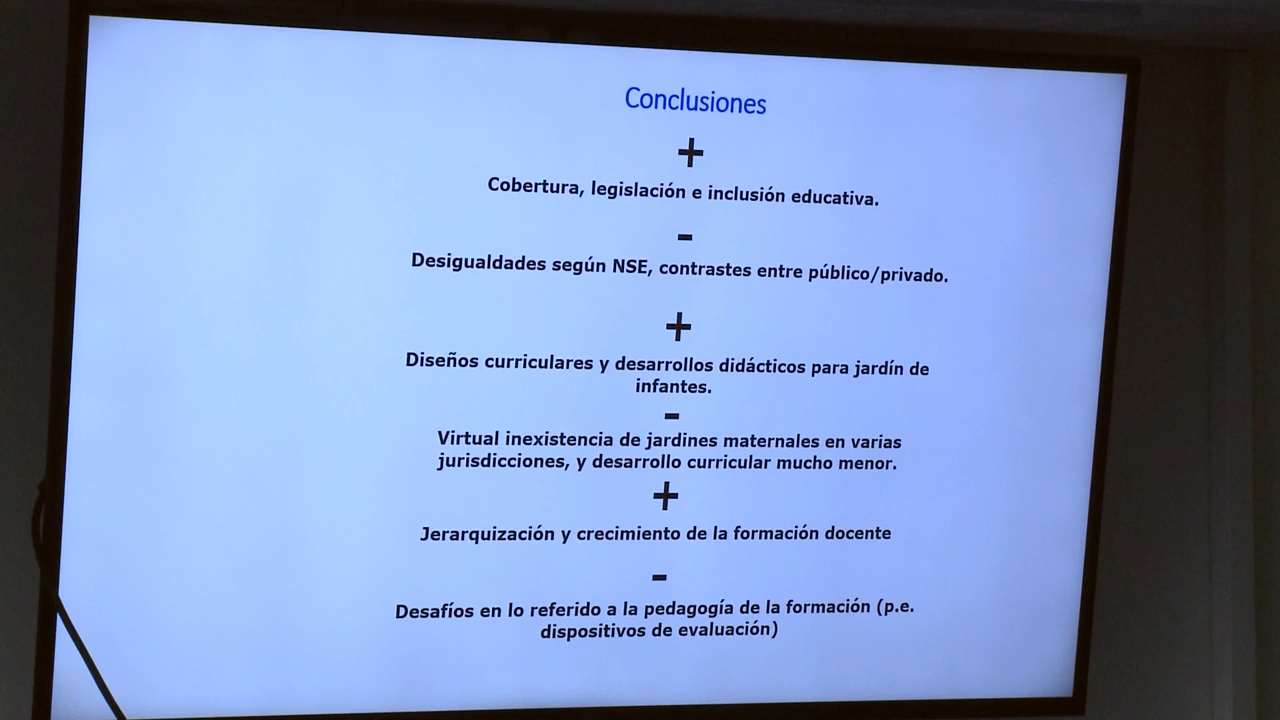 Conclusiones
+
Cobertura, legislación e inclusión educativa.
-
Desigualdades según NSE, contrastes entre público/privado.
+
Diseños curriculares y desarrollos didácticos para jardín de
infantes.
-
Virtual inexistencia de jardines maternales en varias
jurisdicciones, y desarrollo curricular mucho menor.
+
Jerarquización y crecimiento de la formación docente
-
Desafíos en lo referido a la pedagogía de la formación (p.e.
dispositivos de evaluación)